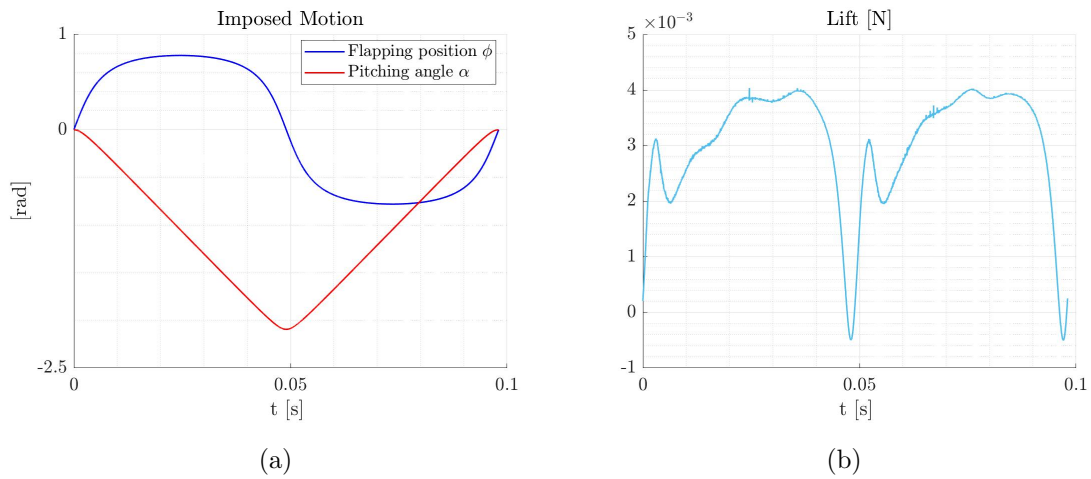 Imposed Motion
1
0
-2.5
[rad]
Flapping position ϕ
Pitching angle α
0
0.05
0.1
t [s]
(a)
Lift [N]
×10⁻³
5
4
3
2
1
0
-1
0
0.05
0.1
t [s]
(b)